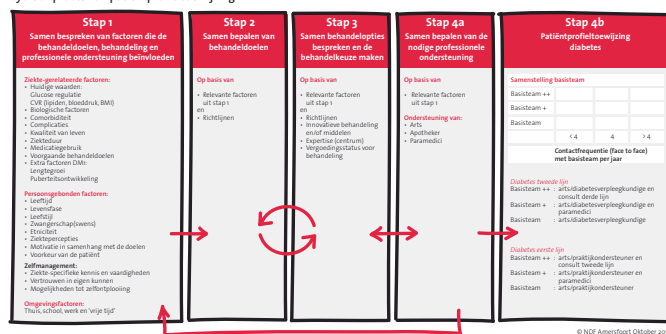 Stap 1
Samen bespreken van factoren die de
behandeldoelen, behandeling en
professionele ondersteuning beïnvloeden
Ziekte-gerelateerde factoren:
• Huidige waarden:
Glucose regulatie
CVR (lipiden, bloeddruk, BMI)
• Biologische factoren
• Comorbiditeit
• Complicaties
• Kwaliteit van leven
• Ziekteduur
• Medicatiegebruik
• Voorgaande behandeldoelen
• Extra factoren DM1:
Lengtegroei
Puberteitsontwikkeling
Persoonsgebonden factoren:
• Leeftijd
• Levensfase
• Leefstijl
• Zwangerschap(swens)
• Etniciteit
• Ziektepercepties
• Motivatie in samenhang met de doelen
• Voorkeur van de patiënt
Zelfmanagement:
• Ziekte-specifieke kennis en vaardigheden
• Vertrouwen in eigen kunnen
• Mogelijkheden tot zelfontplooiing
Omgevingsfactoren:
Thuis, school, werk en 'vrije tijd'
Stap 2
Samen bepalen van
behandeldoelen
Op basis van
• Relevante factoren
uit stap 1
en
• Richtlijnen
Stap 3
Samen behandelopties
bespreken en de
behandelkeuze maken
Op basis van
• Relevante factoren
uit stap 1
en
• Richtlijnen
• Innovatieve behandeling
en/of middelen
• Expertise (centrum)
• Vergoedingsstatus voor
behandeling
Stap 4a
Samen bepalen van de
nodige professionele
ondersteuning
Op basis van
• Relevante factoren
uit stap 1
Ondersteuning van:
• Arts
• Apotheker
• Paramedici
Stap 4b
Patiëntprofieltoewijzing
diabetes
Samenstelling basisteam
Basisteam ++
Basisteam +
Basisteam
< 4 4 > 4
Contactfrequentie (face to face)
met basisteam per jaar
Diabetes tweede lijn
Basisteam ++ : arts/diabetesverpleegkundige en
consult derde lijn
Basisteam + : arts/diabetesverpleegkundige en
paramedici
Basisteam : arts/diabetesverpleegkundige
Diabetes eerste lijn
Basisteam ++ : arts/praktijkondersteuner en
consult tweede lijn
Basisteam + : arts/praktijkondersteuner en
paramedici
Basisteam : arts/praktijkondersteuner
© NDF Amersfoort Oktober 20